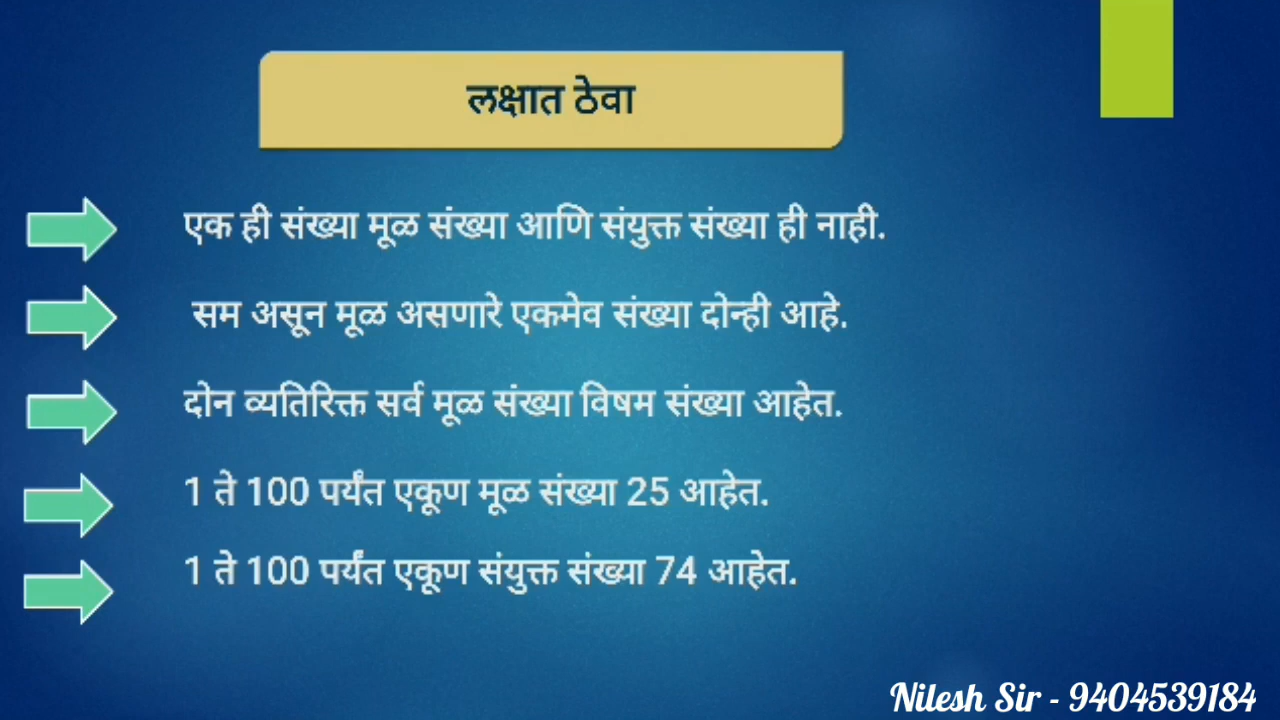 लक्षात ठेवा
एक ही संख्या मूळ संख्या आणि संयुक्त संख्या ही नाही.
सम असून मूळ असणारे एकमेव संख्या दोन्ही आहे.
दोन व्यतिरिक्त सर्व मूळ संख्या विषम संख्या आहेत.
1 ते 100 पर्यंत एकूण मूळ संख्या 25 आहेत.
1 ते 100 पर्यंत एकूण संयुक्त संख्या 74 आहेत.
Nilesh Sir - 9404539184